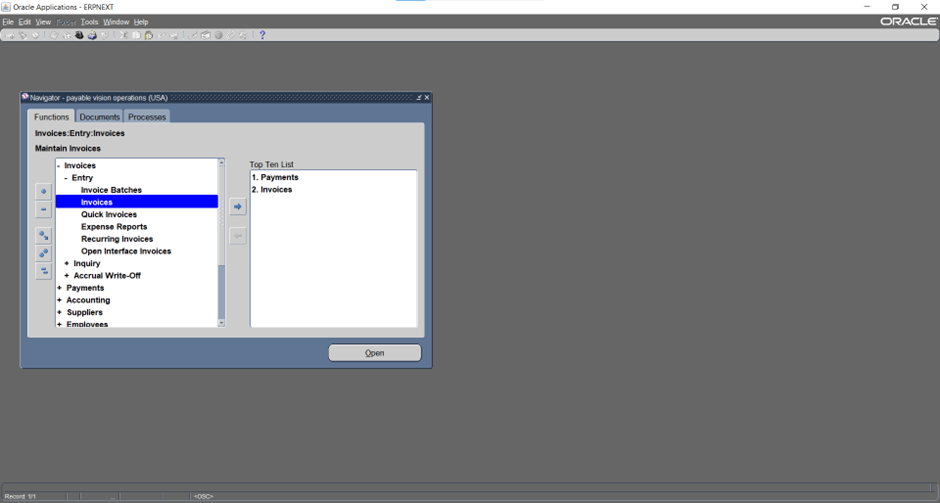 Oracle Applications - ERPNEXT
File Edit View Folder Tools Window Help
ORACLE
?
Navigator - payable vision operations (USA)
Functions Documents Processes
Invoices:Entry:Invoices
Maintain Invoices
- Invoices
- Entry
Invoice Batches
Invoices
Quick Invoices
Expense Reports
Recurring Invoices
Open Interface Invoices
+ Inquiry
+ Accrual Write-Off
+ Payments
+ Accounting
+ Suppliers
+ Employees
Top Ten List
1. Payments
2. Invoices
Open
Record: 1/1 ... <OSC>